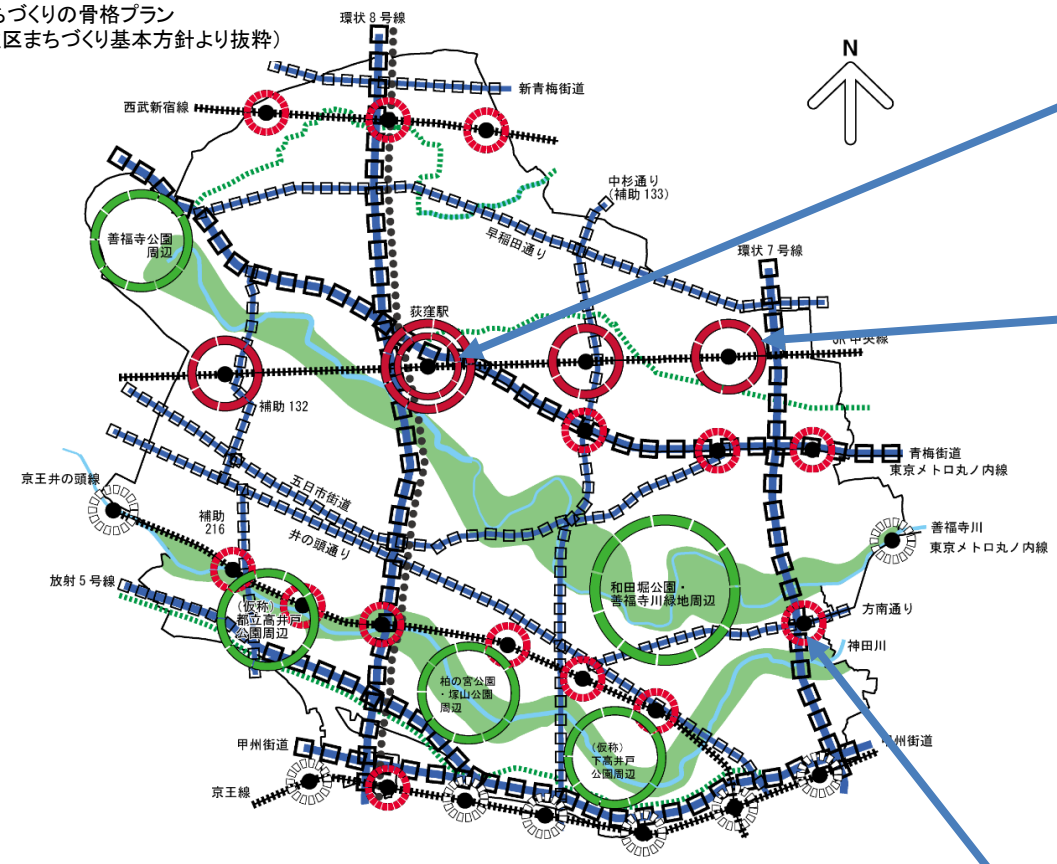 ちづくりの骨格プラン
区まちづくり基本方針より抜粋）
環状８号線
N
新青梅街道
西武新宿線
中杉通り
（補助133）
早稲田通り
善福寺公園
周辺
環状７号線
荻窪駅
中央線
補助132
青梅街道
東京メトロ丸ノ内線
京王井の頭線
五日市街道
補助
216
井の頭通り
善福寺川
東京メトロ丸ノ内線
放射５号線
和田堀公園・
善福寺川緑地周辺
（仮称）
都立高井戸
公園周辺
方南通り
神田川
柏の宮公園
・塚山公園
周辺
甲州街道
（仮称）
下高井戸
公園周辺
州街道
京王線